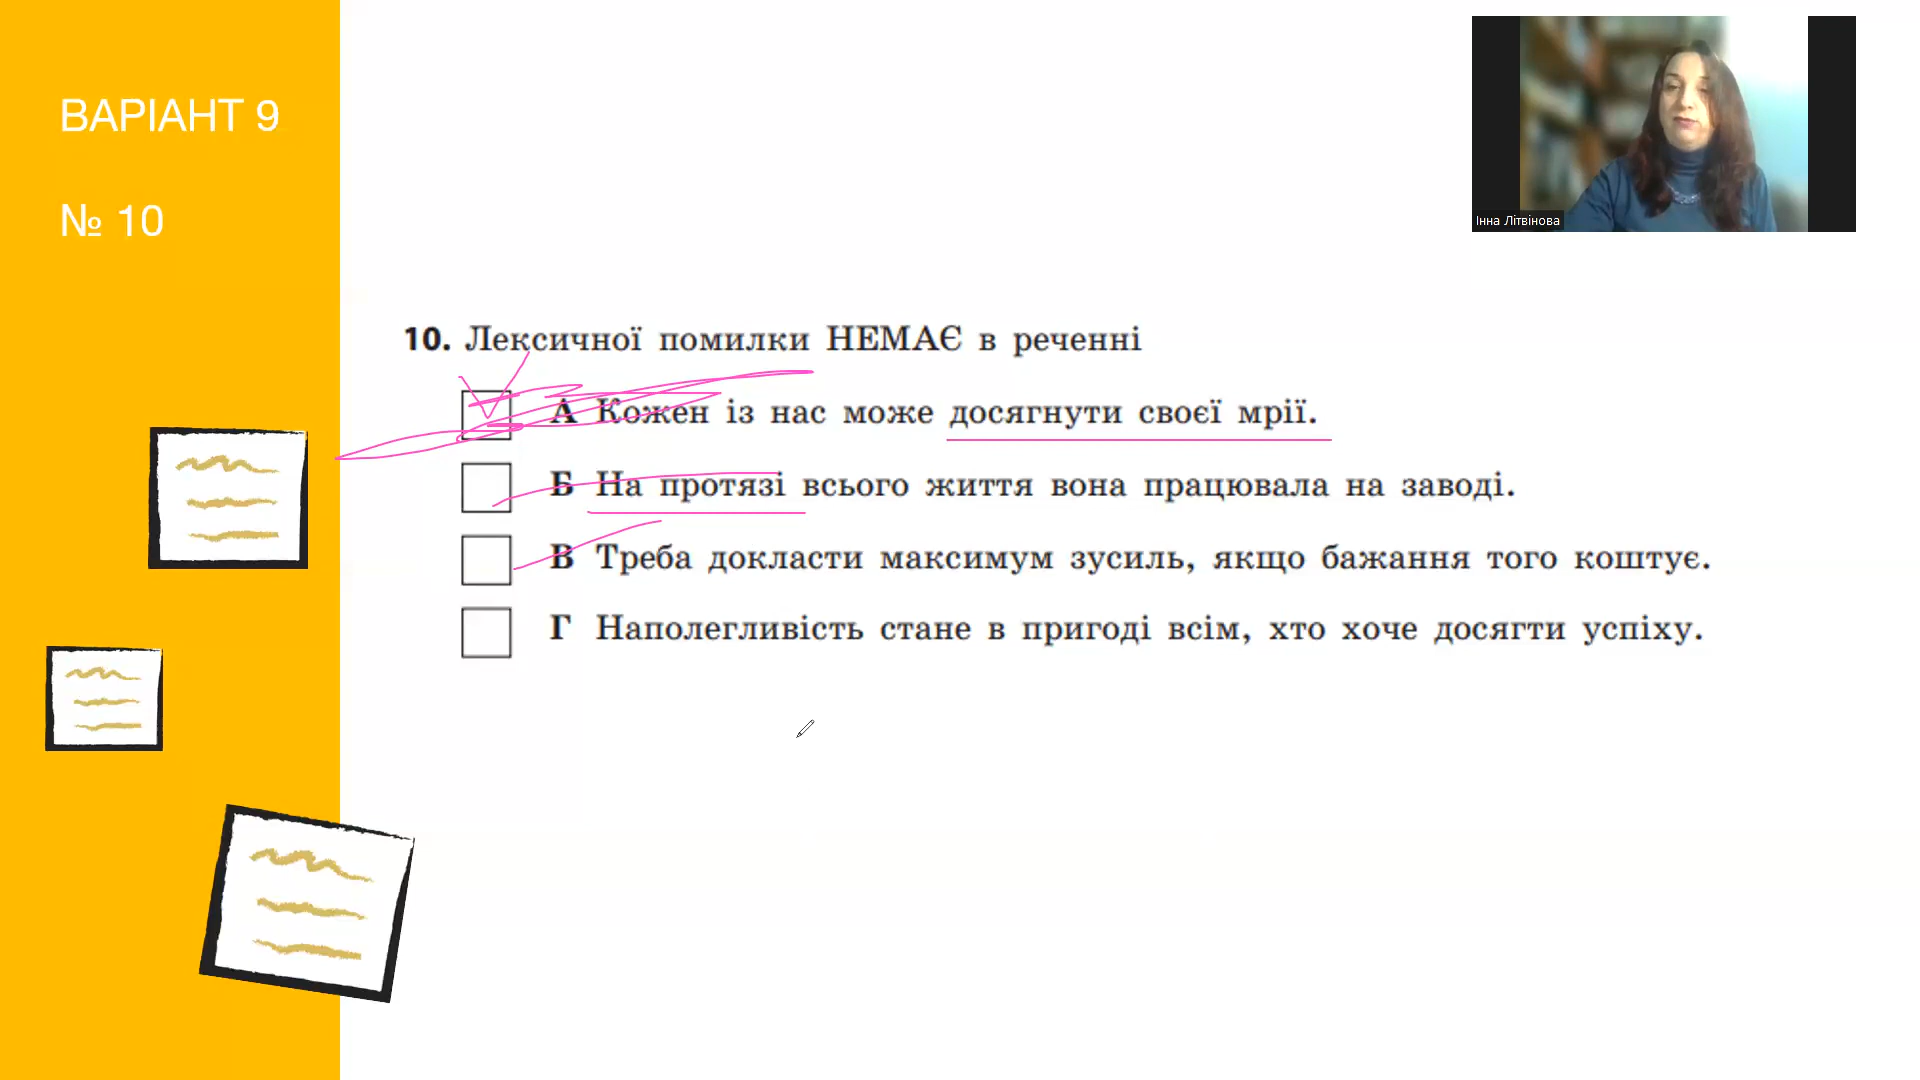 ВАРІАНТ 9
№ 10
Інна Літвінова
10. Лексичної помилки НЕМАЄ в реченні
А Кожен із нас може досягнути своєї мрії.
Б На протязі всього життя вона працювала на заводі.
В Треба докласти максимум зусиль, якщо бажання того коштує.
Г Наполегливість стане в пригоді всім, хто хоче досягти успіху.